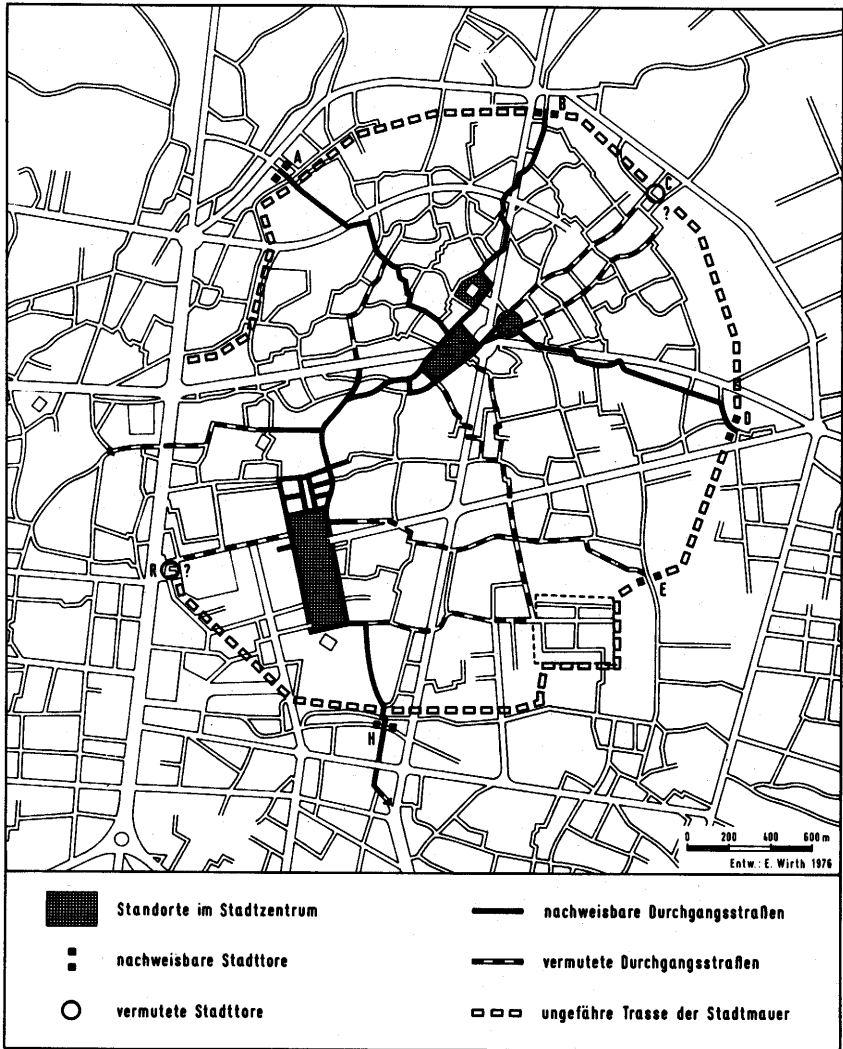 B
A
C
?
D
R ?
E
H
0 200 400 600 m
Entw.: E. Wirth 1976
Standorte im Stadtzentrum
nachweisbare Durchgangsstraßen
nachweisbare Stadttore
vermutete Durchgangsstraßen
vermutete Stadttore
ungefähre Trasse der Stadtmauer